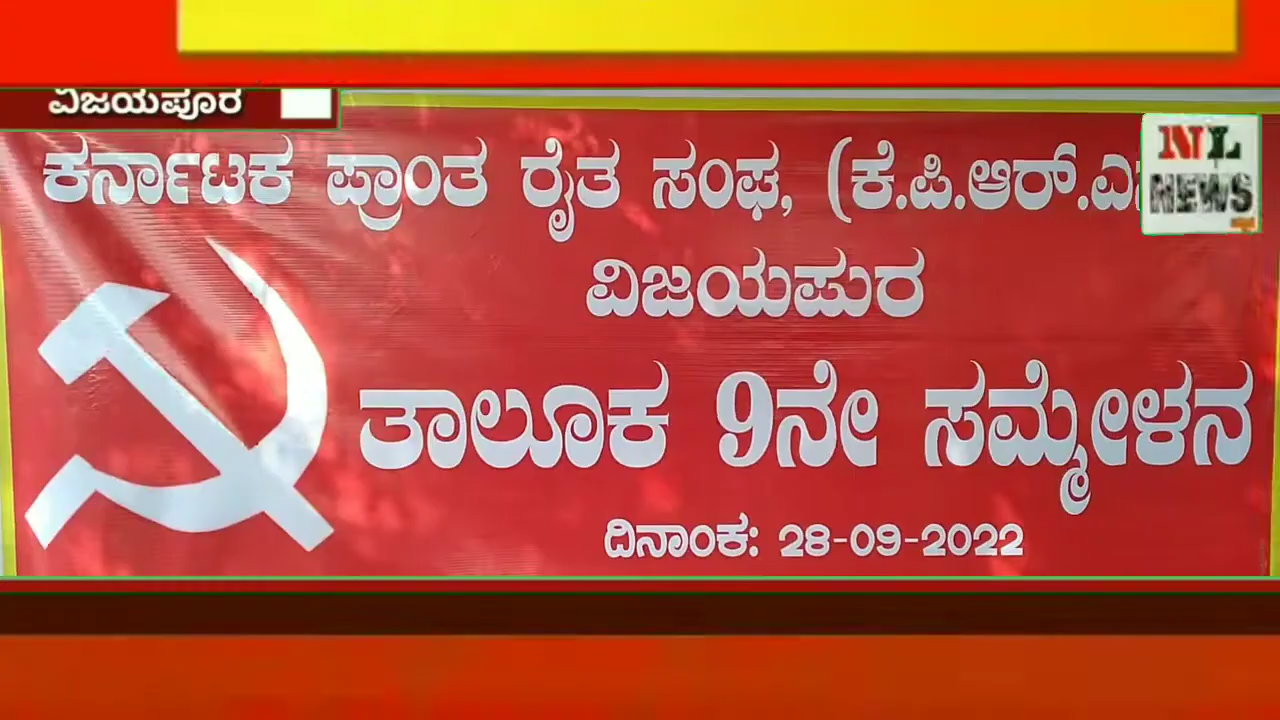 ವಿಜಯಪೂರ
ಕರ್ನಾಟಕ ಪ್ರಾಂತ ರೈತ ಸಂಘ, (ಕೆ.ಪಿ.ಆರ್.ಎ
NL
NEWS
ವಿಜಯಪುರ
ತಾಲೂಕ 9ನೇ ಸಮ್ಮೇಳನ
ದಿನಾಂಕ: 28-09-2022